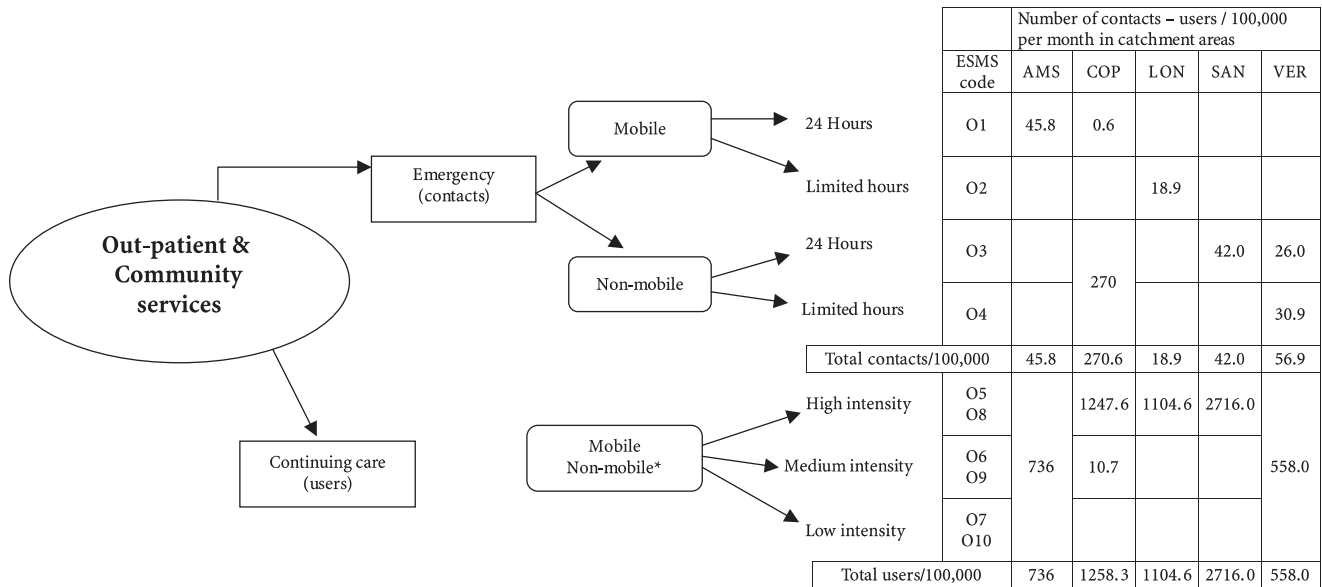 Out-patient &
Community
services
Emergency
(contacts)
Continuing care
(users)
Mobile
Non-mobile
Mobile
Non-mobile*
Number of contacts – users / 100,000
per month in catchment areas
ESMS
code
AMS COP LON SAN VER
24 Hours O1 45.8 0.6
Limited hours O2 18.9
24 Hours O3 42.0 26.0
270
Limited hours O4 30.9
Total contacts/100,000 45.8 270.6 18.9 42.0 56.9
High intensity O5
O8
1247.6 1104.6 2716.0
Medium intensity O6
O9
736 10.7 558.0
Low intensity O7
O10
Total users/100,000 736 1258.3 1104.6 2716.0 558.0